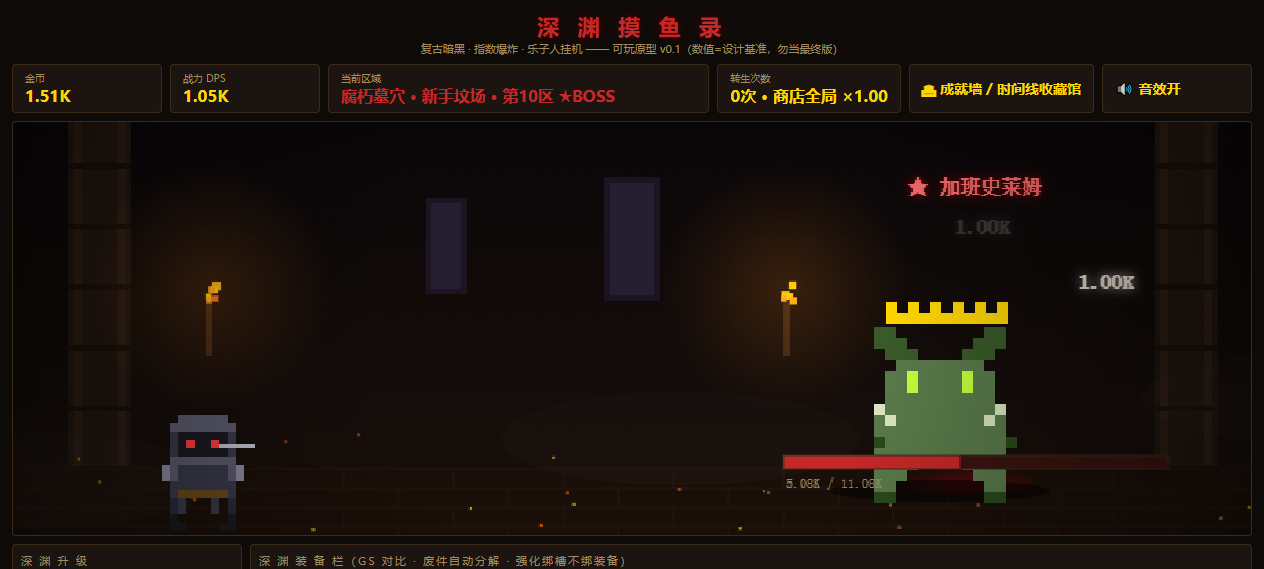 深渊摸鱼录
复古暗黑 · 指数爆炸 · 乐子人挂机 —— 可玩原型 v0.1（数值=设计基准，勿当最终版）
金币
1.51K
战力 DPS
1.05K
当前区域
腐朽墓穴 • 新手坟场 • 第10区 ★BOSS
转生次数
0次 • 商店全局 ×1.00
成就墙 / 时间线收藏馆
音效开
★ 加班史莱姆
1.00K
1.00K
5.08K / 11.08K
深渊升级
深渊装备栏（GS 对比 · 废件自动分解 · 强化绑槽不绑装备）